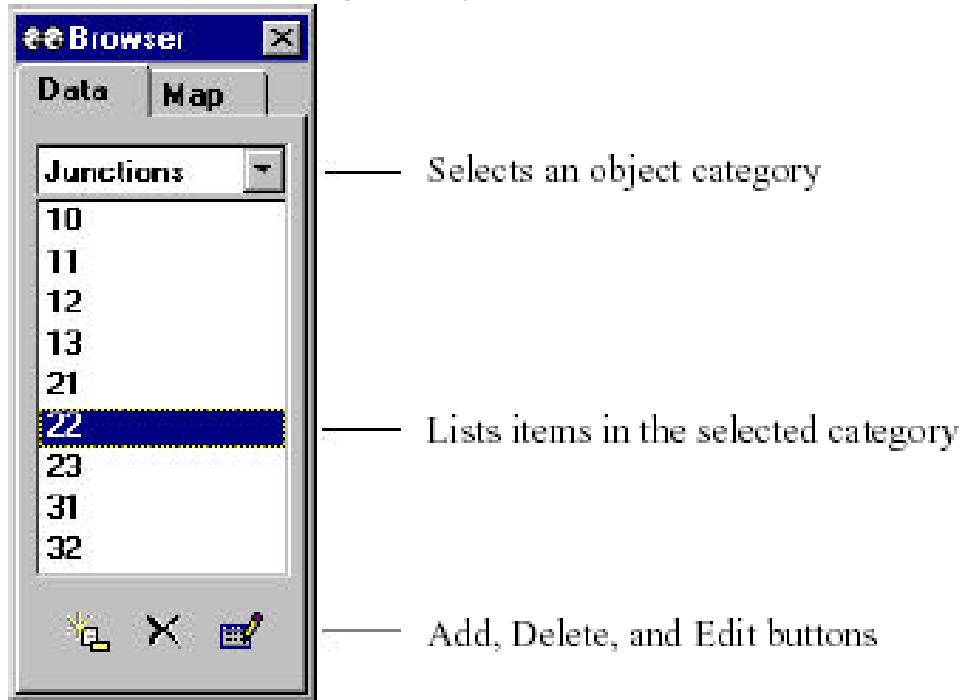 Browser
Data Map
Junctions
Selects an object category
10
11
12
13
21
22
Lists items in the selected category
23
31
32
Add, Delete, and Edit buttons